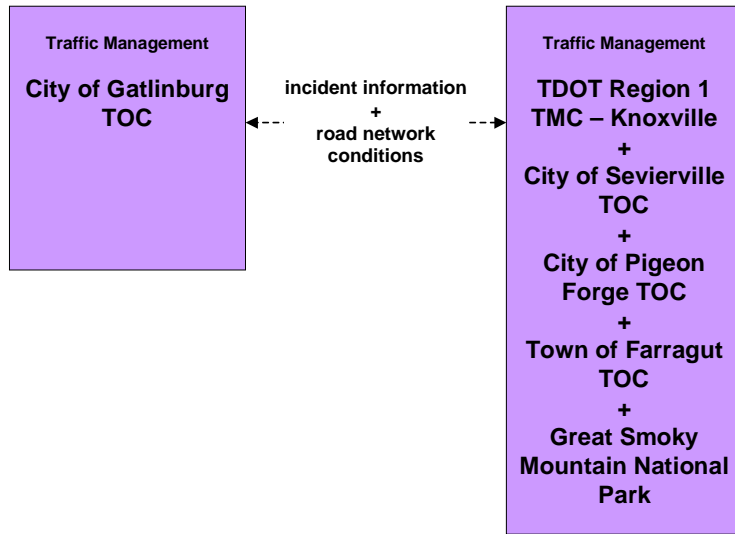 Traffic Management
City of Gatlinburg
TOC
incident information
+
road network
conditions
Traffic Management
TDOT Region 1
TMC – Knoxville
+
City of Sevierville
TOC
+
City of Pigeon
Forge TOC
+
Town of Farragut
TOC
+
Great Smoky
Mountain National
Park